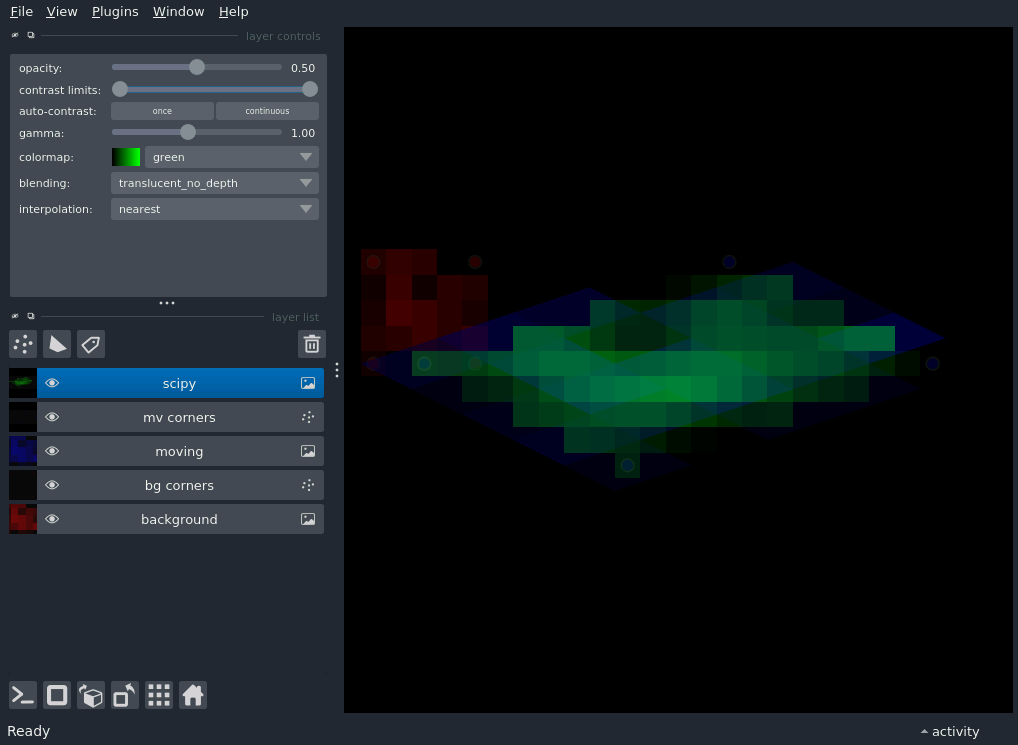 File View Plugins Window Help
layer controls
opacity: 0.50
contrast limits:
auto-contrast: once continuous
gamma: 1.00
colormap: green
blending: translucent_no_depth
interpolation: nearest
layer list
scipy
mv corners
moving
bg corners
background
Ready
activity